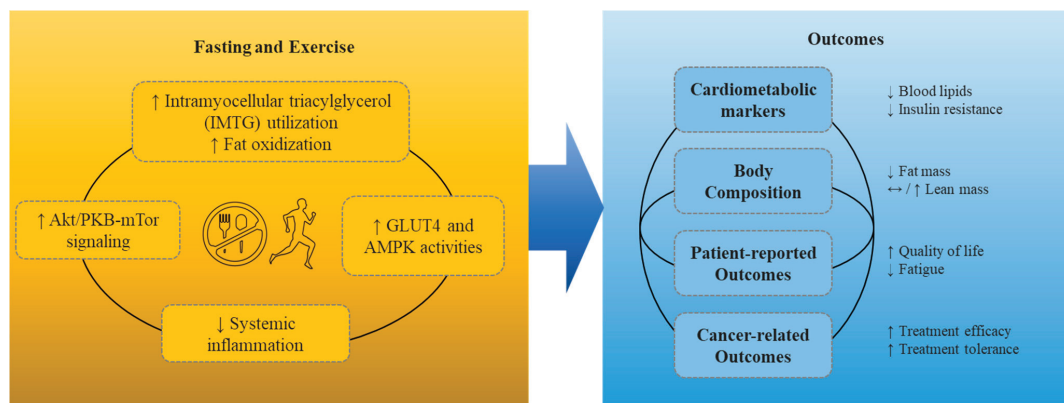 Fasting and Exercise
↑ Intramyocellular triacylglycerol
(IMTG) utilization
↑ Fat oxidization
↑ Akt/PKB-mTor
signaling
↑ GLUT4 and
AMPK activities
↓ Systemic
inflammation
Outcomes
Cardiometabolic
markers
↓ Blood lipids
↓ Insulin resistance
Body
Composition
↓ Fat mass
↔ / ↑ Lean mass
Patient-reported
Outcomes
↑ Quality of life
↓ Fatigue
Cancer-related
Outcomes
↑ Treatment efficacy
↑ Treatment tolerance